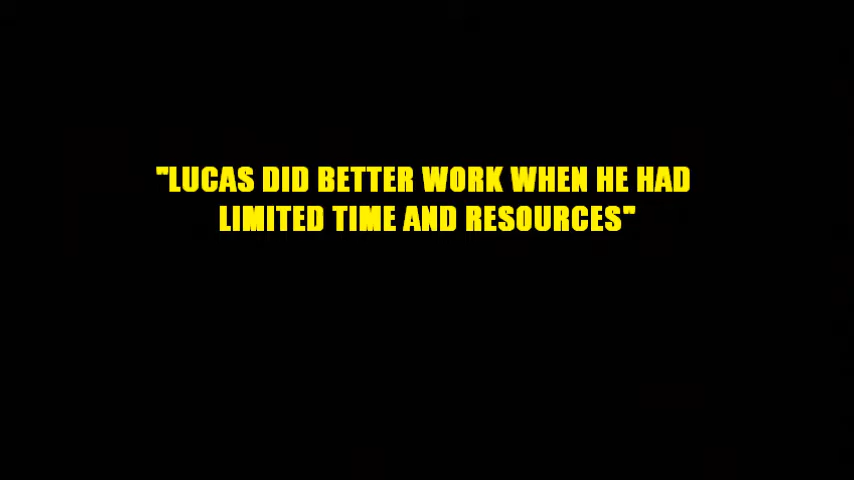 "LUCAS DID BETTER WORK WHEN HE HAD
LIMITED TIME AND RESOURCES"